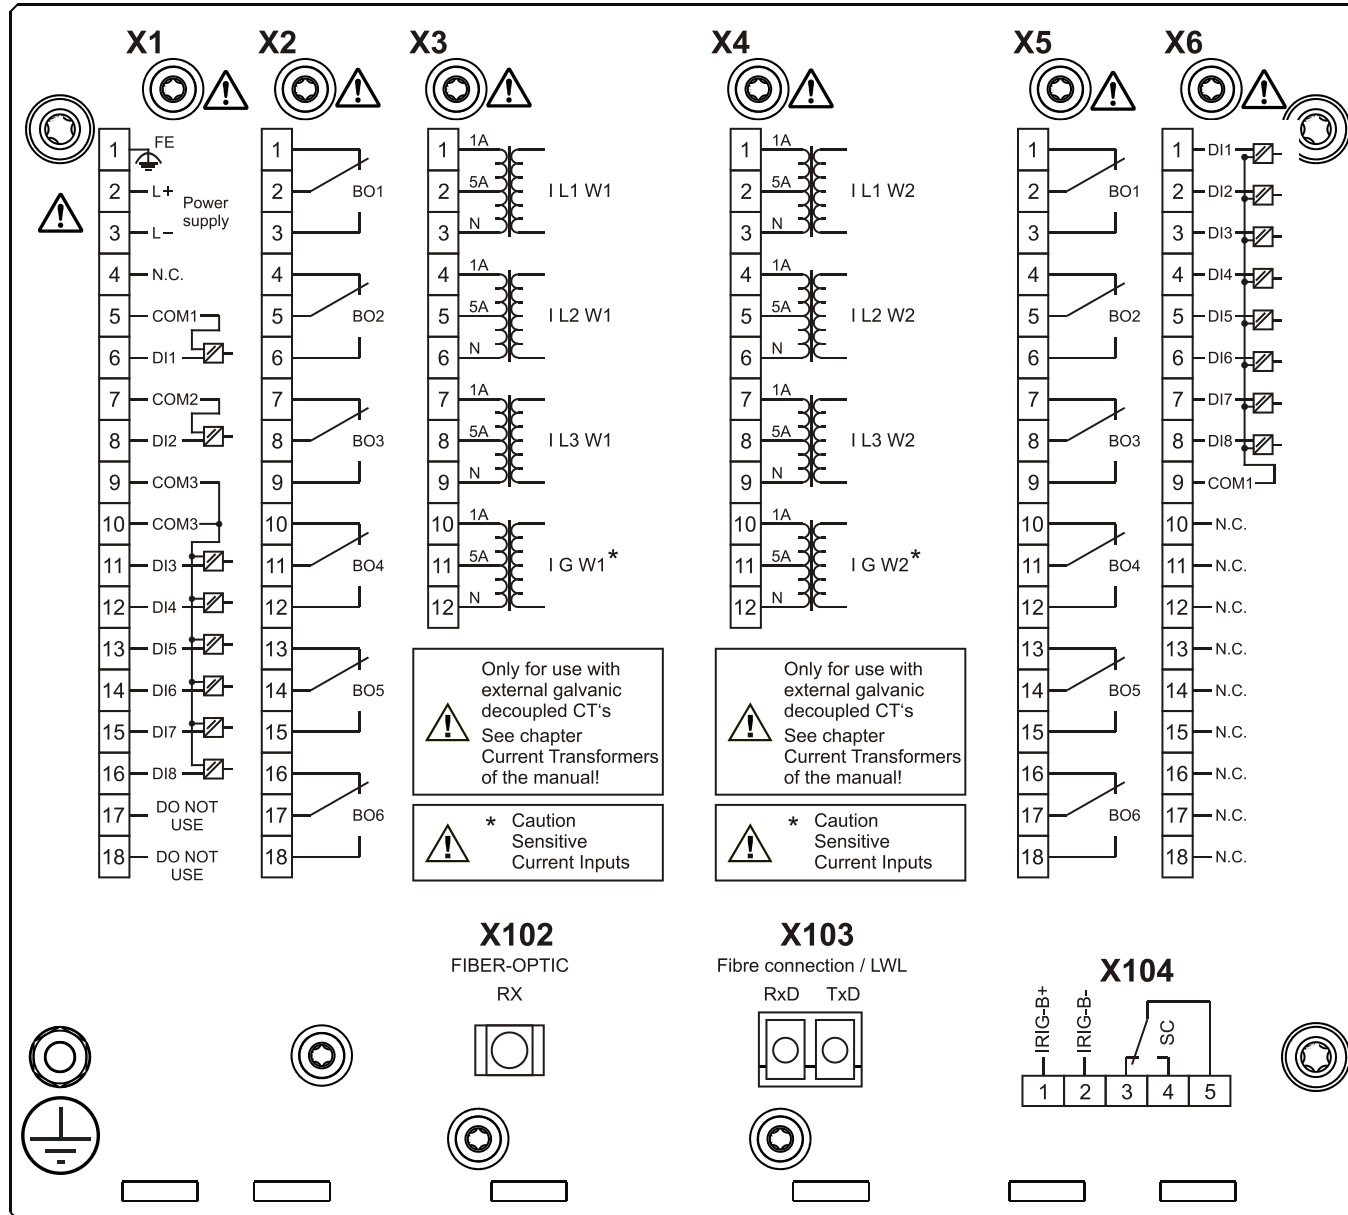 X1 X2 X3 X4 X5 X6
1 FE
2 L+
Power
supply
3 L−
4 N.C.
5 COM1
6 DI1
7 COM2
8 DI2
9 COM3
10 COM3
11 DI3
12 DI4
13 DI5
14 DI6
15 DI7
16 DI8
17 DO NOT
USE
18 DO NOT
USE
1
2 BO1
3
4
5 BO2
6
7
8 BO3
9
10
11 BO4
12
13
14 BO5
15
16
17 BO6
18
1 1A
2 5A I L1 W1
3 N
4 1A
5 5A I L2 W1
6 N
7 1A
8 5A I L3 W1
9 N
10 1A
11 5A I G W1*
12 N
Only for use with
external galvanic
decoupled CT‘s
See chapter
Current Transformers
of the manual!
* Caution
Sensitive
Current Inputs
1 1A
2 5A I L1 W2
3 N
4 1A
5 5A I L2 W2
6 N
7 1A
8 5A I L3 W2
9 N
10 1A
11 5A I G W2*
12 N
Only for use with
external galvanic
decoupled CT‘s
See chapter
Current Transformers
of the manual!
* Caution
Sensitive
Current Inputs
1
2 BO1
3
4
5 BO2
6
7
8 BO3
9
10
11 BO4
12
13
14 BO5
15
16
17 BO6
18
1 DI1
2 DI2
3 DI3
4 DI4
5 DI5
6 DI6
7 DI7
8 DI8
9 COM1
10 N.C.
11 N.C.
12 N.C.
13 N.C.
14 N.C.
15 N.C.
16 N.C.
17 N.C.
18 N.C.
X102
FIBER-OPTIC
RX
X103
Fibre connection / LWL
RxD TxD
X104
IRIG-B+
IRIG-B-
SC
1 2 3 4 5